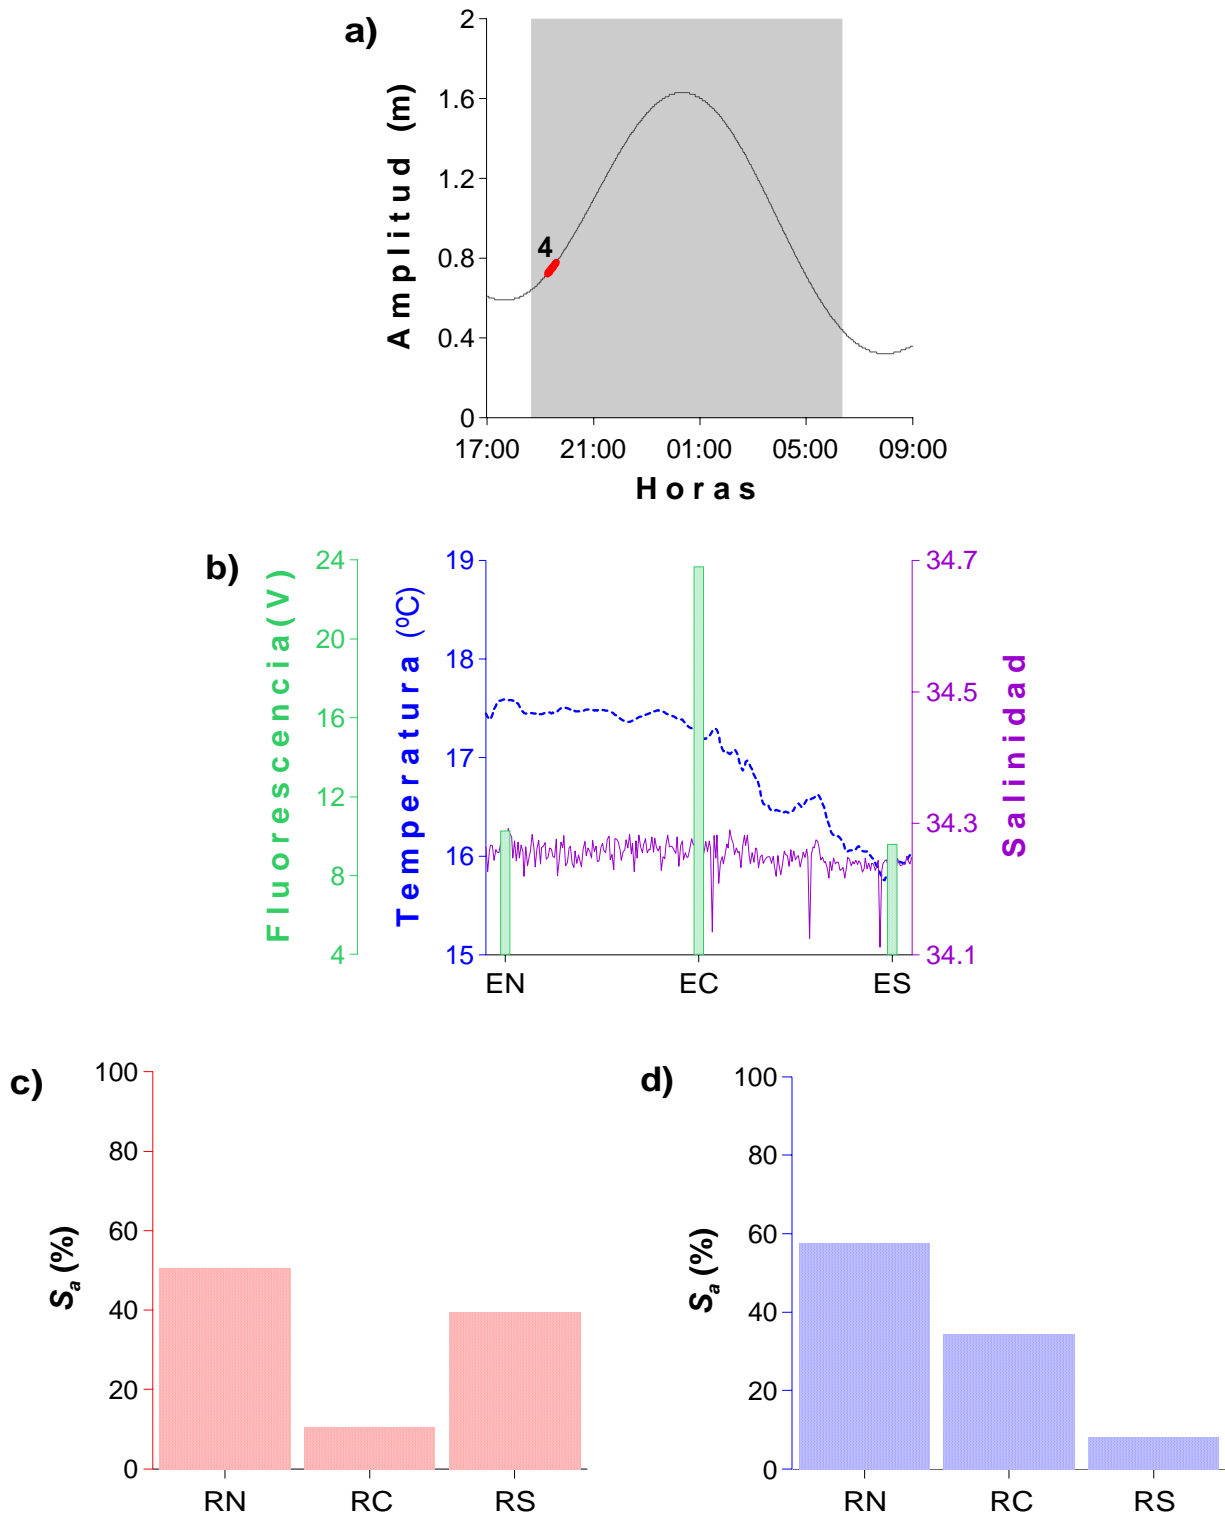 a)
Amplitud (m)
2
1.6
1.2
0.8
0.4
0
4
17:00 21:00 01:00 05:00 09:00
Horas
b)
Fluorescencia(V)
24
20
16
12
8
4
Temperatura (ºC)
19
18
17
16
15
34.7
34.5
34.3
34.1
Salinidad
EN EC ES
c)
Sa (%)
100
80
60
40
20
0
RN RC RS
d)
Sa (%)
100
80
60
40
20
0
RN RC RS